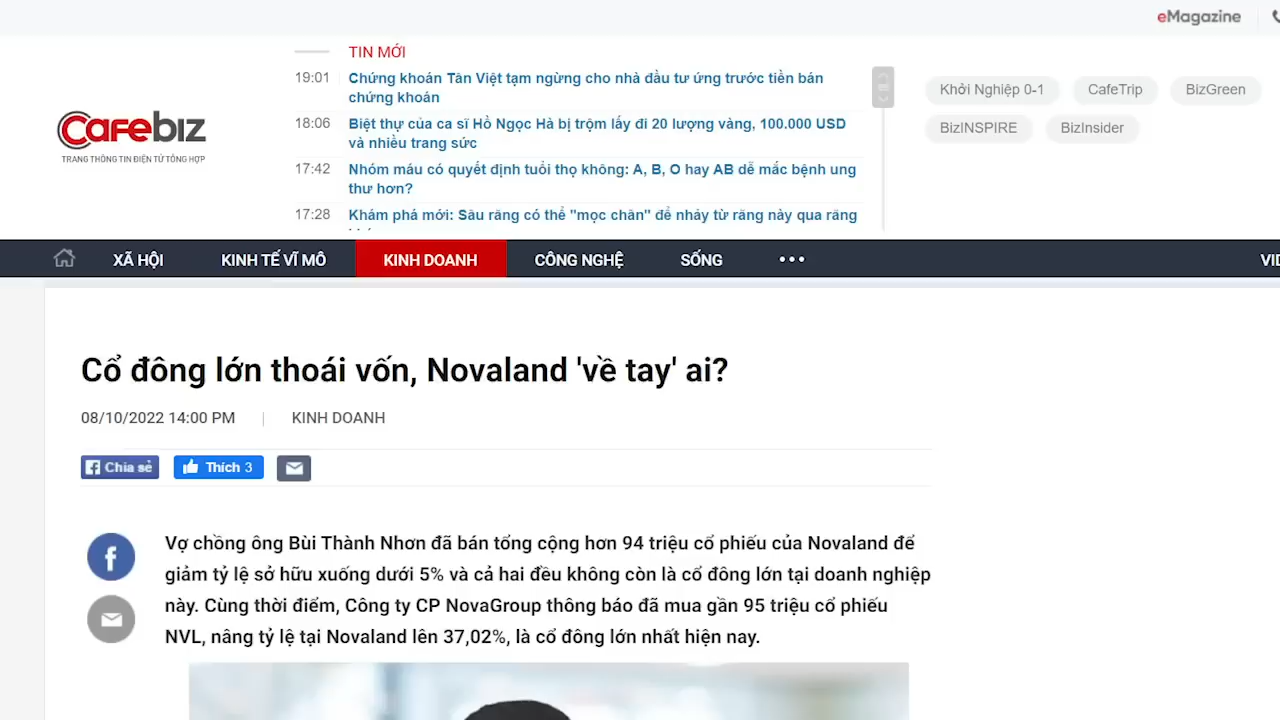 eMagazine
TIN MỚI
19:01 Chứng khoán Tân Việt tạm ngừng cho nhà đầu tư ứng trước tiền bán
chứng khoán
18:06 Biệt thự của ca sĩ Hồ Ngọc Hà bị trộm lấy đi 20 lượng vàng, 100.000 USD
và nhiều trang sức
17:42 Nhóm máu có quyết định tuổi thọ không: A, B, O hay AB dễ mắc bệnh ung
thư hơn?
17:28 Khám phá mới: Sâu răng có thể "mọc chân" để nhảy từ răng này qua răng
Khởi Nghiệp 0-1 CafeTrip BizGreen
BizINSPIRE BizInsider
Cafebiz
TRANG THÔNG TIN ĐIỆN TỬ TỔNG HỢP
XÃ HỘI KINH TẾ VĨ MÔ KINH DOANH CÔNG NGHỆ SỐNG ••• VID
Cổ đông lớn thoái vốn, Novaland 'về tay' ai?
08/10/2022 14:00 PM | KINH DOANH
Chia sẻ Thích 3
Vợ chồng ông Bùi Thành Nhơn đã bán tổng cộng hơn 94 triệu cổ phiếu của Novaland để
giảm tỷ lệ sở hữu xuống dưới 5% và cả hai đều không còn là cổ đông lớn tại doanh nghiệp
này. Cùng thời điểm, Công ty CP NovaGroup thông báo đã mua gần 95 triệu cổ phiếu
NVL, nâng tỷ lệ tại Novaland lên 37,02%, là cổ đông lớn nhất hiện nay.